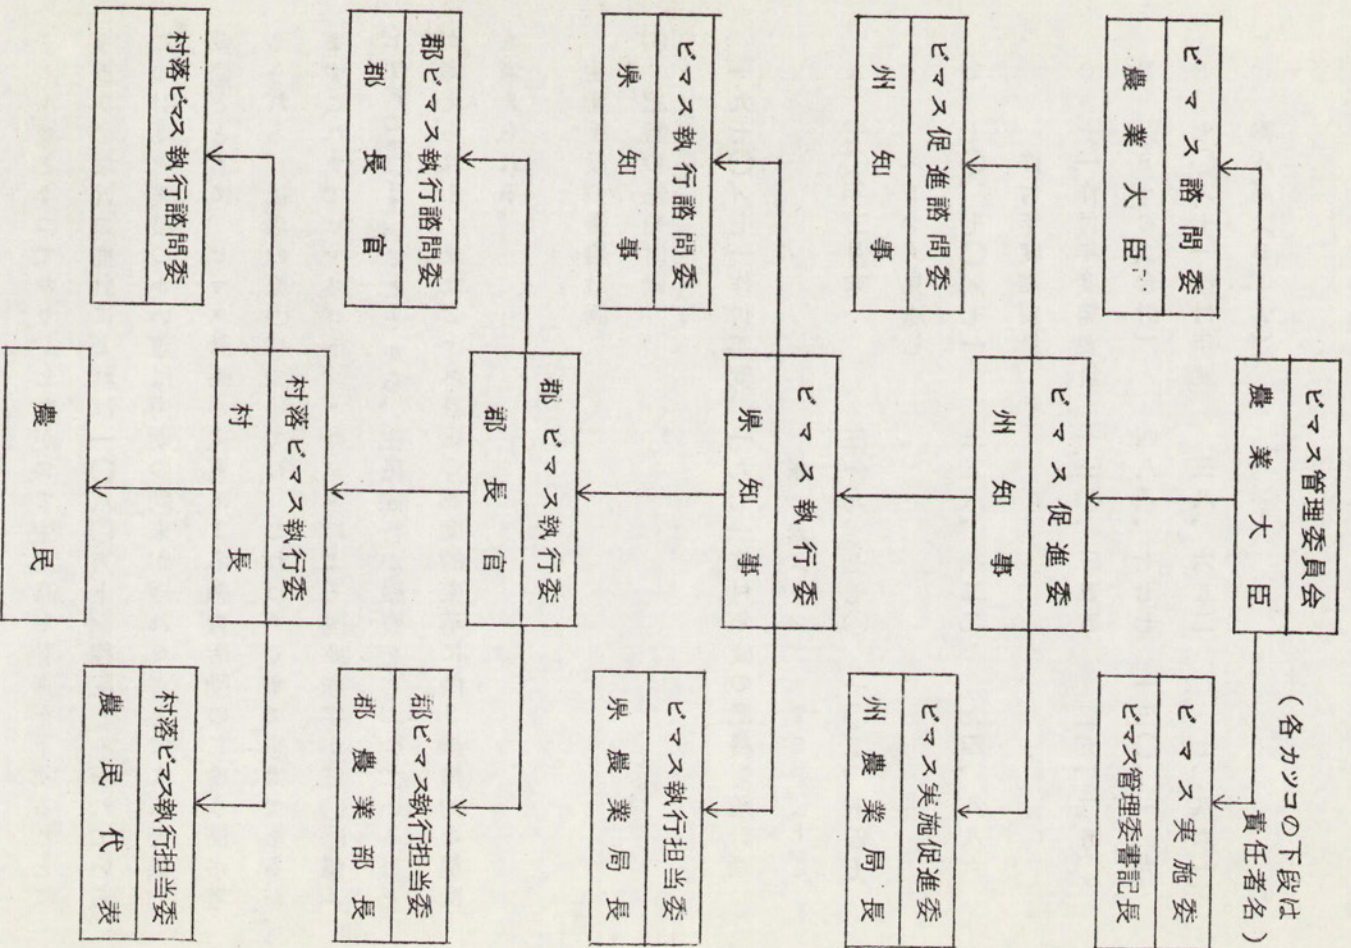 (各カツコの下段は
責任者名)
ビマス管理委員会
農業大臣
ビマス諮問委
農業大臣
ビマス実施委
ビマス管理委書記長
ビマス促進委
州知事
ビマス促進諮問委
州知事
ビマス実施促進委
州農業局長
ビマス執行委
県知事
ビマス執行諮問委
県知事
ビマス執行担当委
県農業局長
郡ビマス執行委
郡長官
郡ビマス執行諮問委
郡長官
郡ビマス執行担当委
郡農業部長
村落ビマス執行委
村長
村落ビマス執行諮問委
村落ビマス執行担当委
農民代表
農民